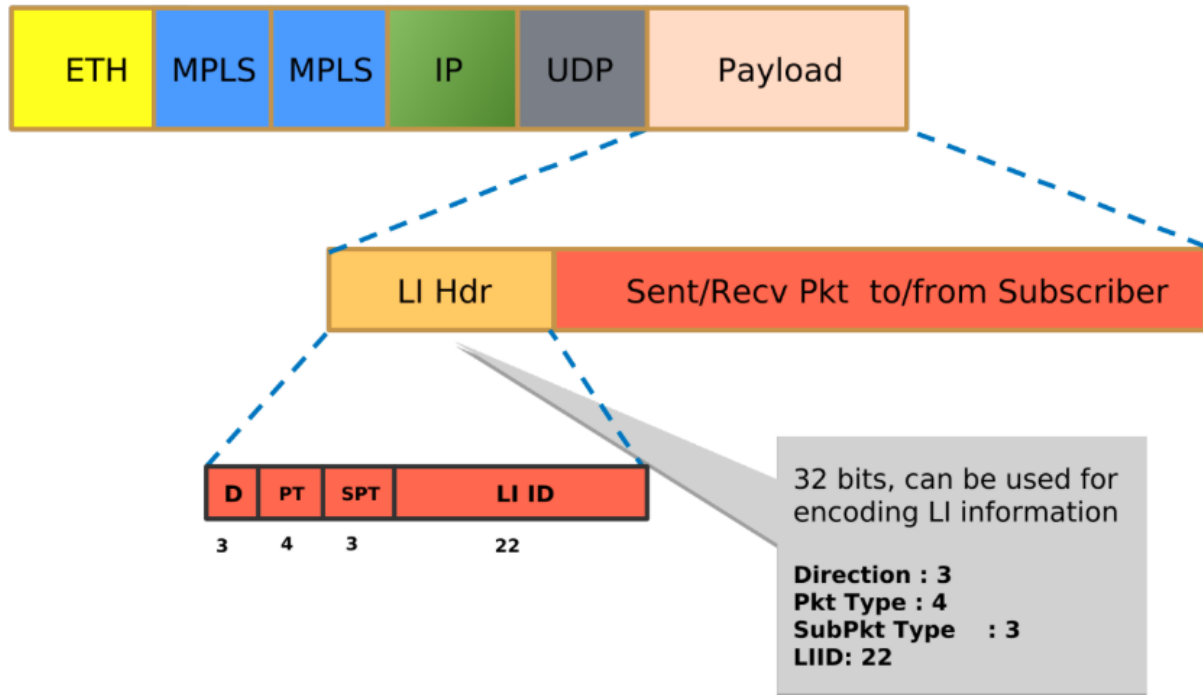 ETH MPLS MPLS IP UDP Payload
LI Hdr Sent/Recv Pkt to/from Subscriber
D PT SPT LI ID
3 4 3 22
32 bits, can be used for
encoding LI information
Direction : 3
Pkt Type : 4
SubPkt Type : 3
LIID: 22